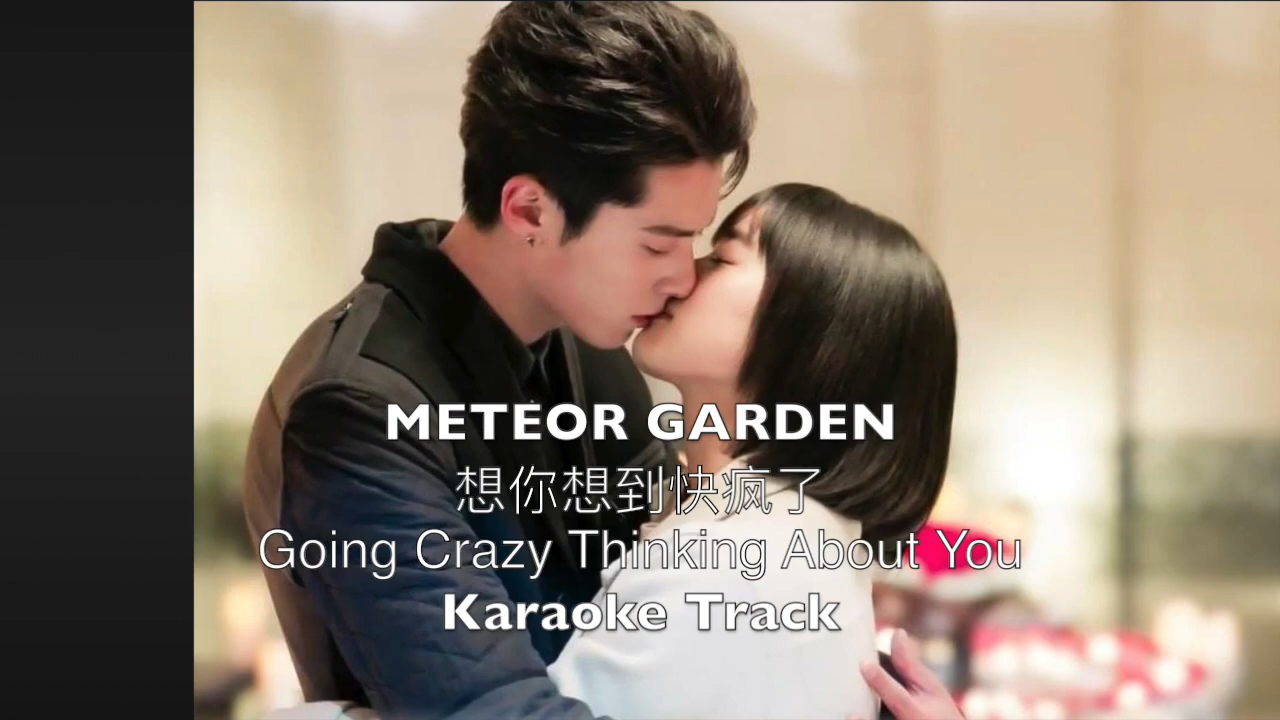 METEOR GARDEN
想你想到快疯了
Going Crazy Thinking About You
Karaoke Track